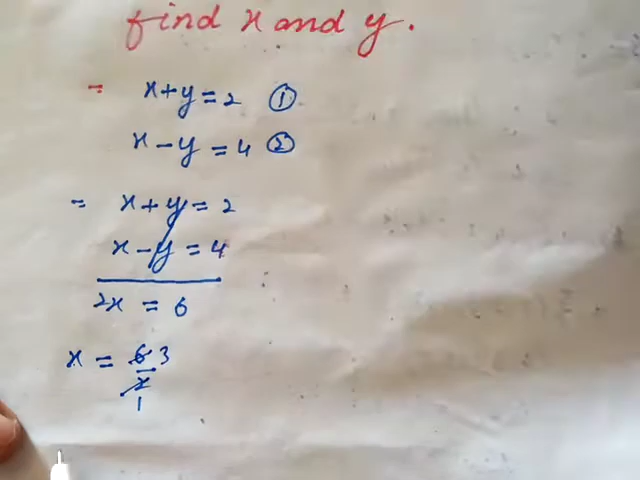 find x and y.
= x+y=2 ①
x-y=4 ②
= x+y=2
x-y=4
2x = 6
x = 6 3
2
1